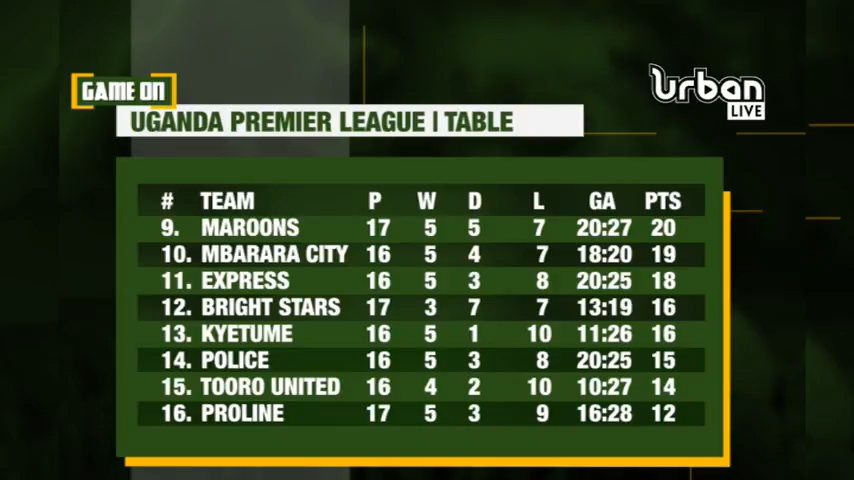 GAME ON
Urban
LIVE
UGANDA PREMIER LEAGUE | TABLE
# TEAM P W D L GA PTS
9. MAROONS 17 5 5 7 20:27 20
10. MBARARA CITY 16 5 4 7 18:20 19
11. EXPRESS 16 5 3 8 20:25 18
12. BRIGHT STARS 17 3 7 7 13:19 16
13. KYETUME 16 5 1 10 11:26 16
14. POLICE 16 5 3 8 20:25 15
15. TOORO UNITED 16 4 2 10 10:27 14
16. PROLINE 17 5 3 9 16:28 12